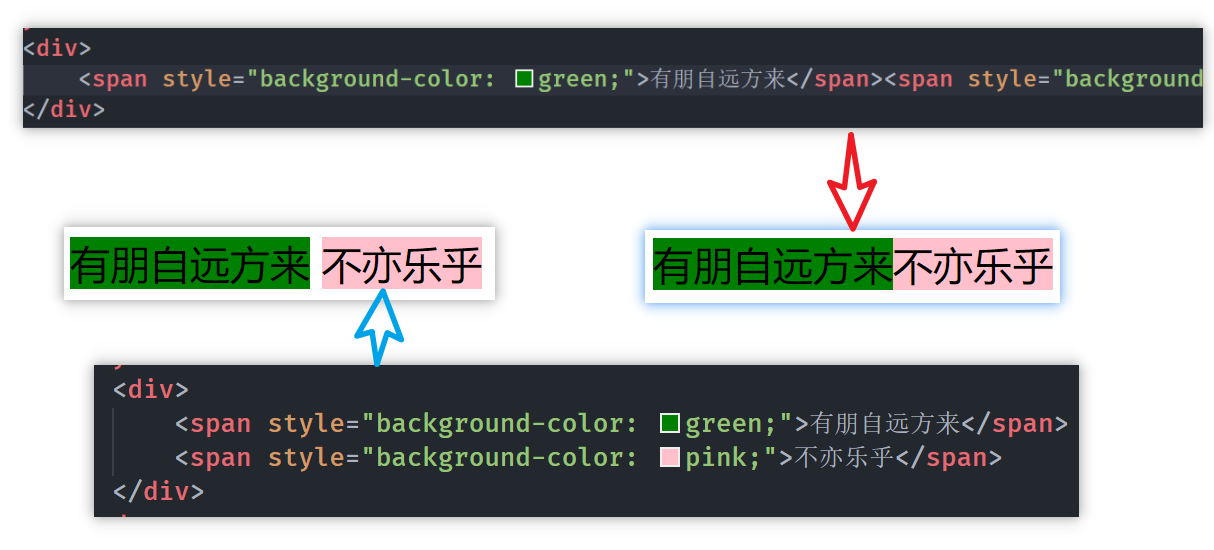 <div>
    <span style="background-color: green;">有朋自远方来</span><span style="background
</div>
有朋自远方来 不亦乐乎
有朋自远方来不亦乐乎
<div>
    <span style="background-color: green;">有朋自远方来</span>
    <span style="background-color: pink;">不亦乐乎</span>
</div>